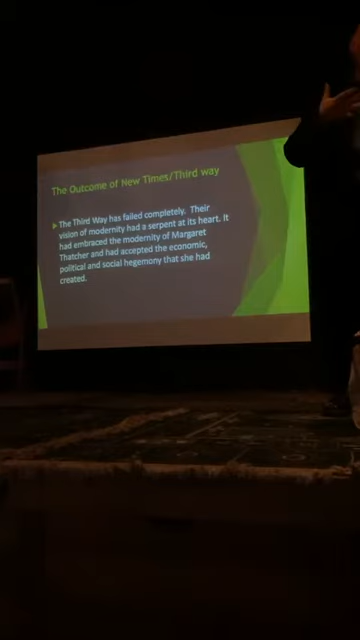 The Outcome of New Times/Third way
The Third Way has failed completely. Their
vision of modernity had a serpent at its heart. It
had embraced the modernity of Margaret
Thatcher and had accepted the economic,
political and social hegemony that she had
created.